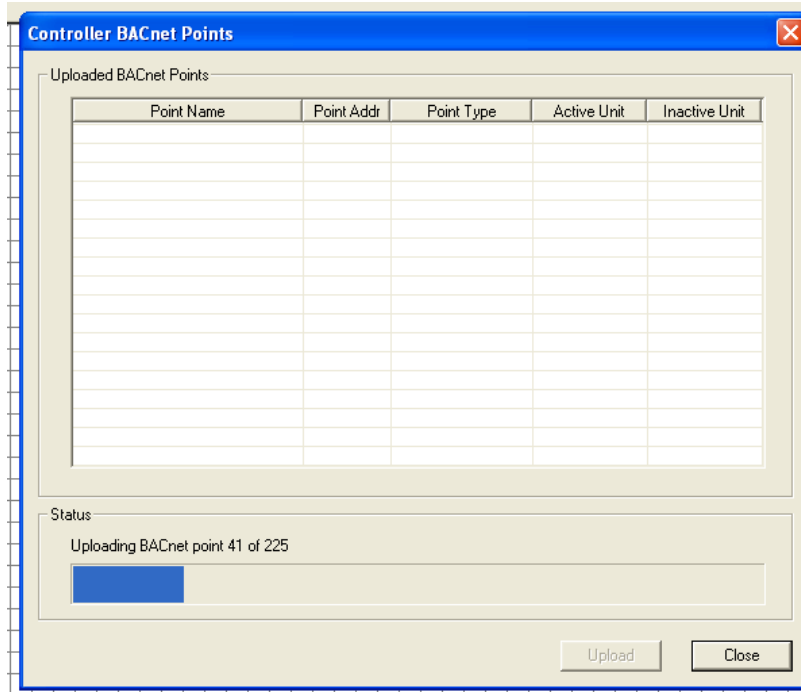 Controller BACnet Points
Uploaded BACnet Points
Point Name Point Addr Point Type Active Unit Inactive Unit
Status
Uploading BACnet point 41 of 225
Upload Close